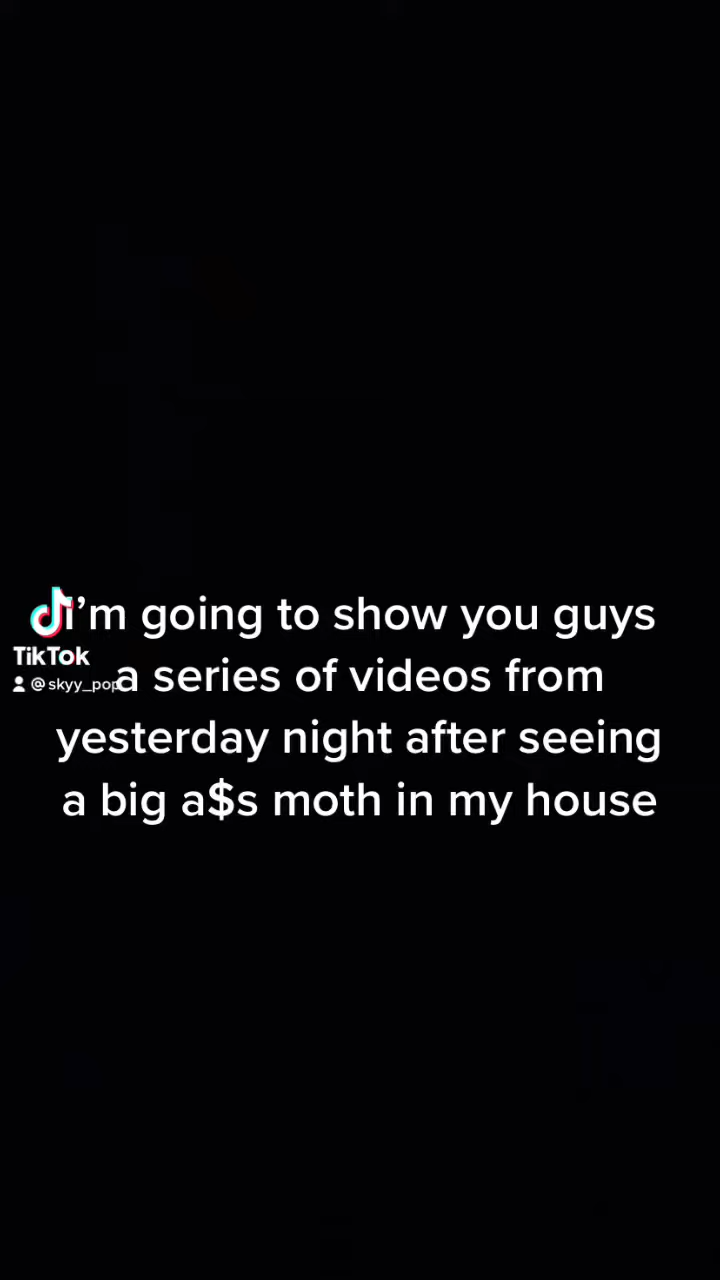 i’m going to show you guys
a series of videos from
yesterday night after seeing
a big a$s moth in my house
TikTok
@skyy_pop